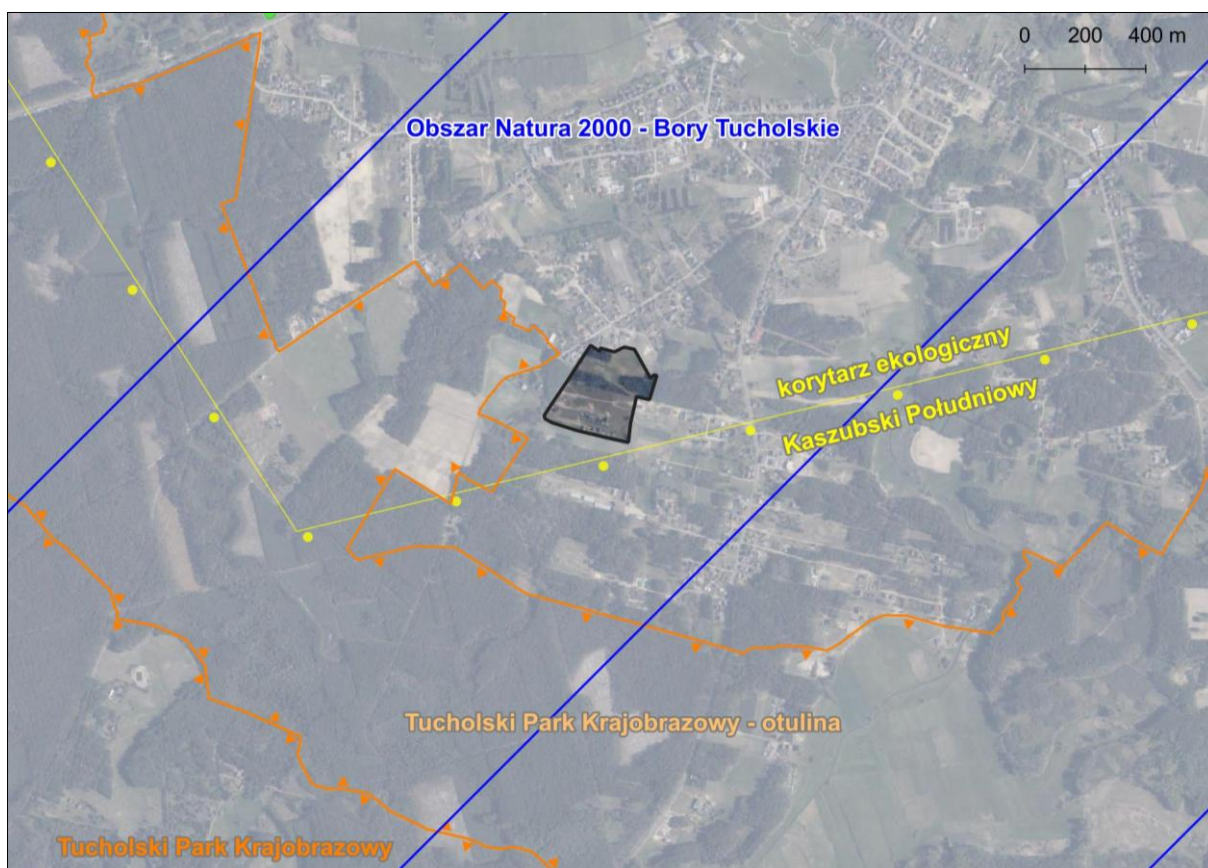 0 200 400 m
Obszar Natura 2000 - Bory Tucholskie
korytarz ekologiczny
Kaszubski Południowy
Tucholski Park Krajobrazowy - otulina
Tucholski Park Krajobrazowy